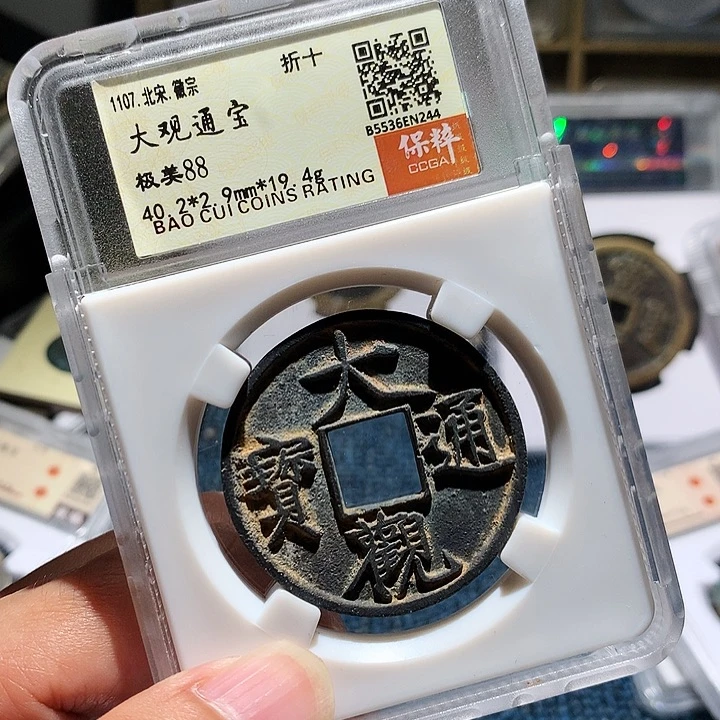 折十
1107.北宋.徽宗
大观通宝
极美88
40.2*2.9mm*19.4g
BAO CUI COINS RATING
B5536EN244
保粹
CCGA
大
通
寶
觀